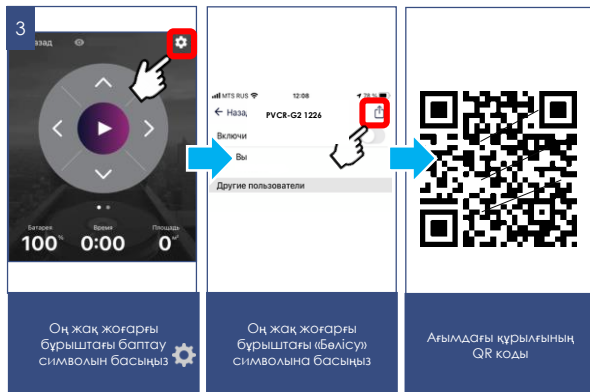 3
азад
Батарея
Время
Площадь
100%
0:00
0 м²
MTS RUS
12:08
78 %
← Наза
PVCR-G2 1226
Включи
Вы
Другие пользователи
Оң жақ жоғарғы
бұрыштағы баптау
символын басыңыз
Оң жақ жоғарғы
бұрыштағы «Бөлісу»
символына басыңыз
Ағымдағы құрылғының
QR коды